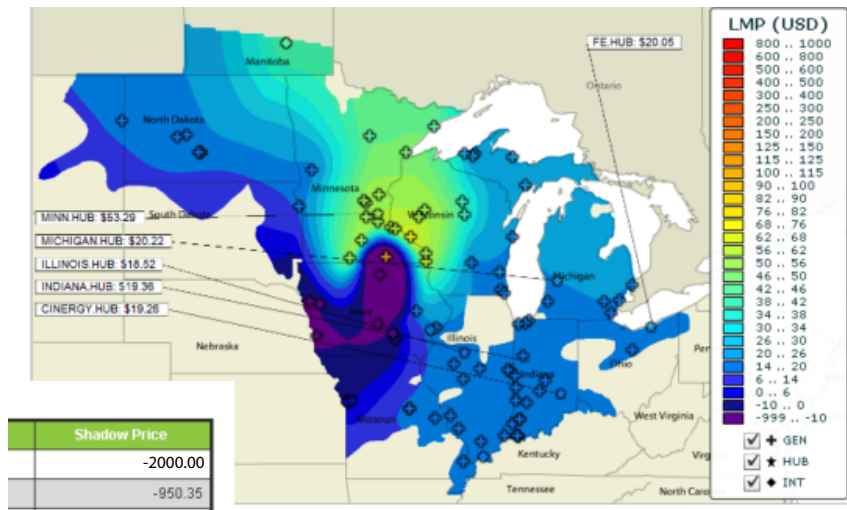 LMP (USD)
800 .. 1000
600 .. 800
500 .. 600
400 .. 500
300 .. 400
250 .. 300
200 .. 250
150 .. 200
125 .. 150
115 .. 125
100 .. 115
90 .. 100
82 .. 90
76 .. 82
68 .. 76
62 .. 68
56 .. 62
50 .. 56
46 .. 50
42 .. 46
38 .. 42
34 .. 38
30 .. 34
26 .. 30
20 .. 26
14 .. 20
6 .. 14
0 .. 6
-10 .. 0
-999 .. -10
GEN
HUB
INT
FE.HUB: $20.05
Manitoba
Ontario
North Dakota
Minnesota
MINN.HUB: $53.29
South Dakota
Wisconsin
MICHIGAN.HUB: $20.22
ILLINOIS.HUB: $18.52
Michigan
INDIANA.HUB: $19.36
CINERGY.HUB: $19.26
Iowa
Nebraska
Illinois
Indiana
Ohio
Pen
Missouri
West Virginia
Virg
Kentucky
Tennessee
North Caro
Shadow Price
-2000.00
-950.35